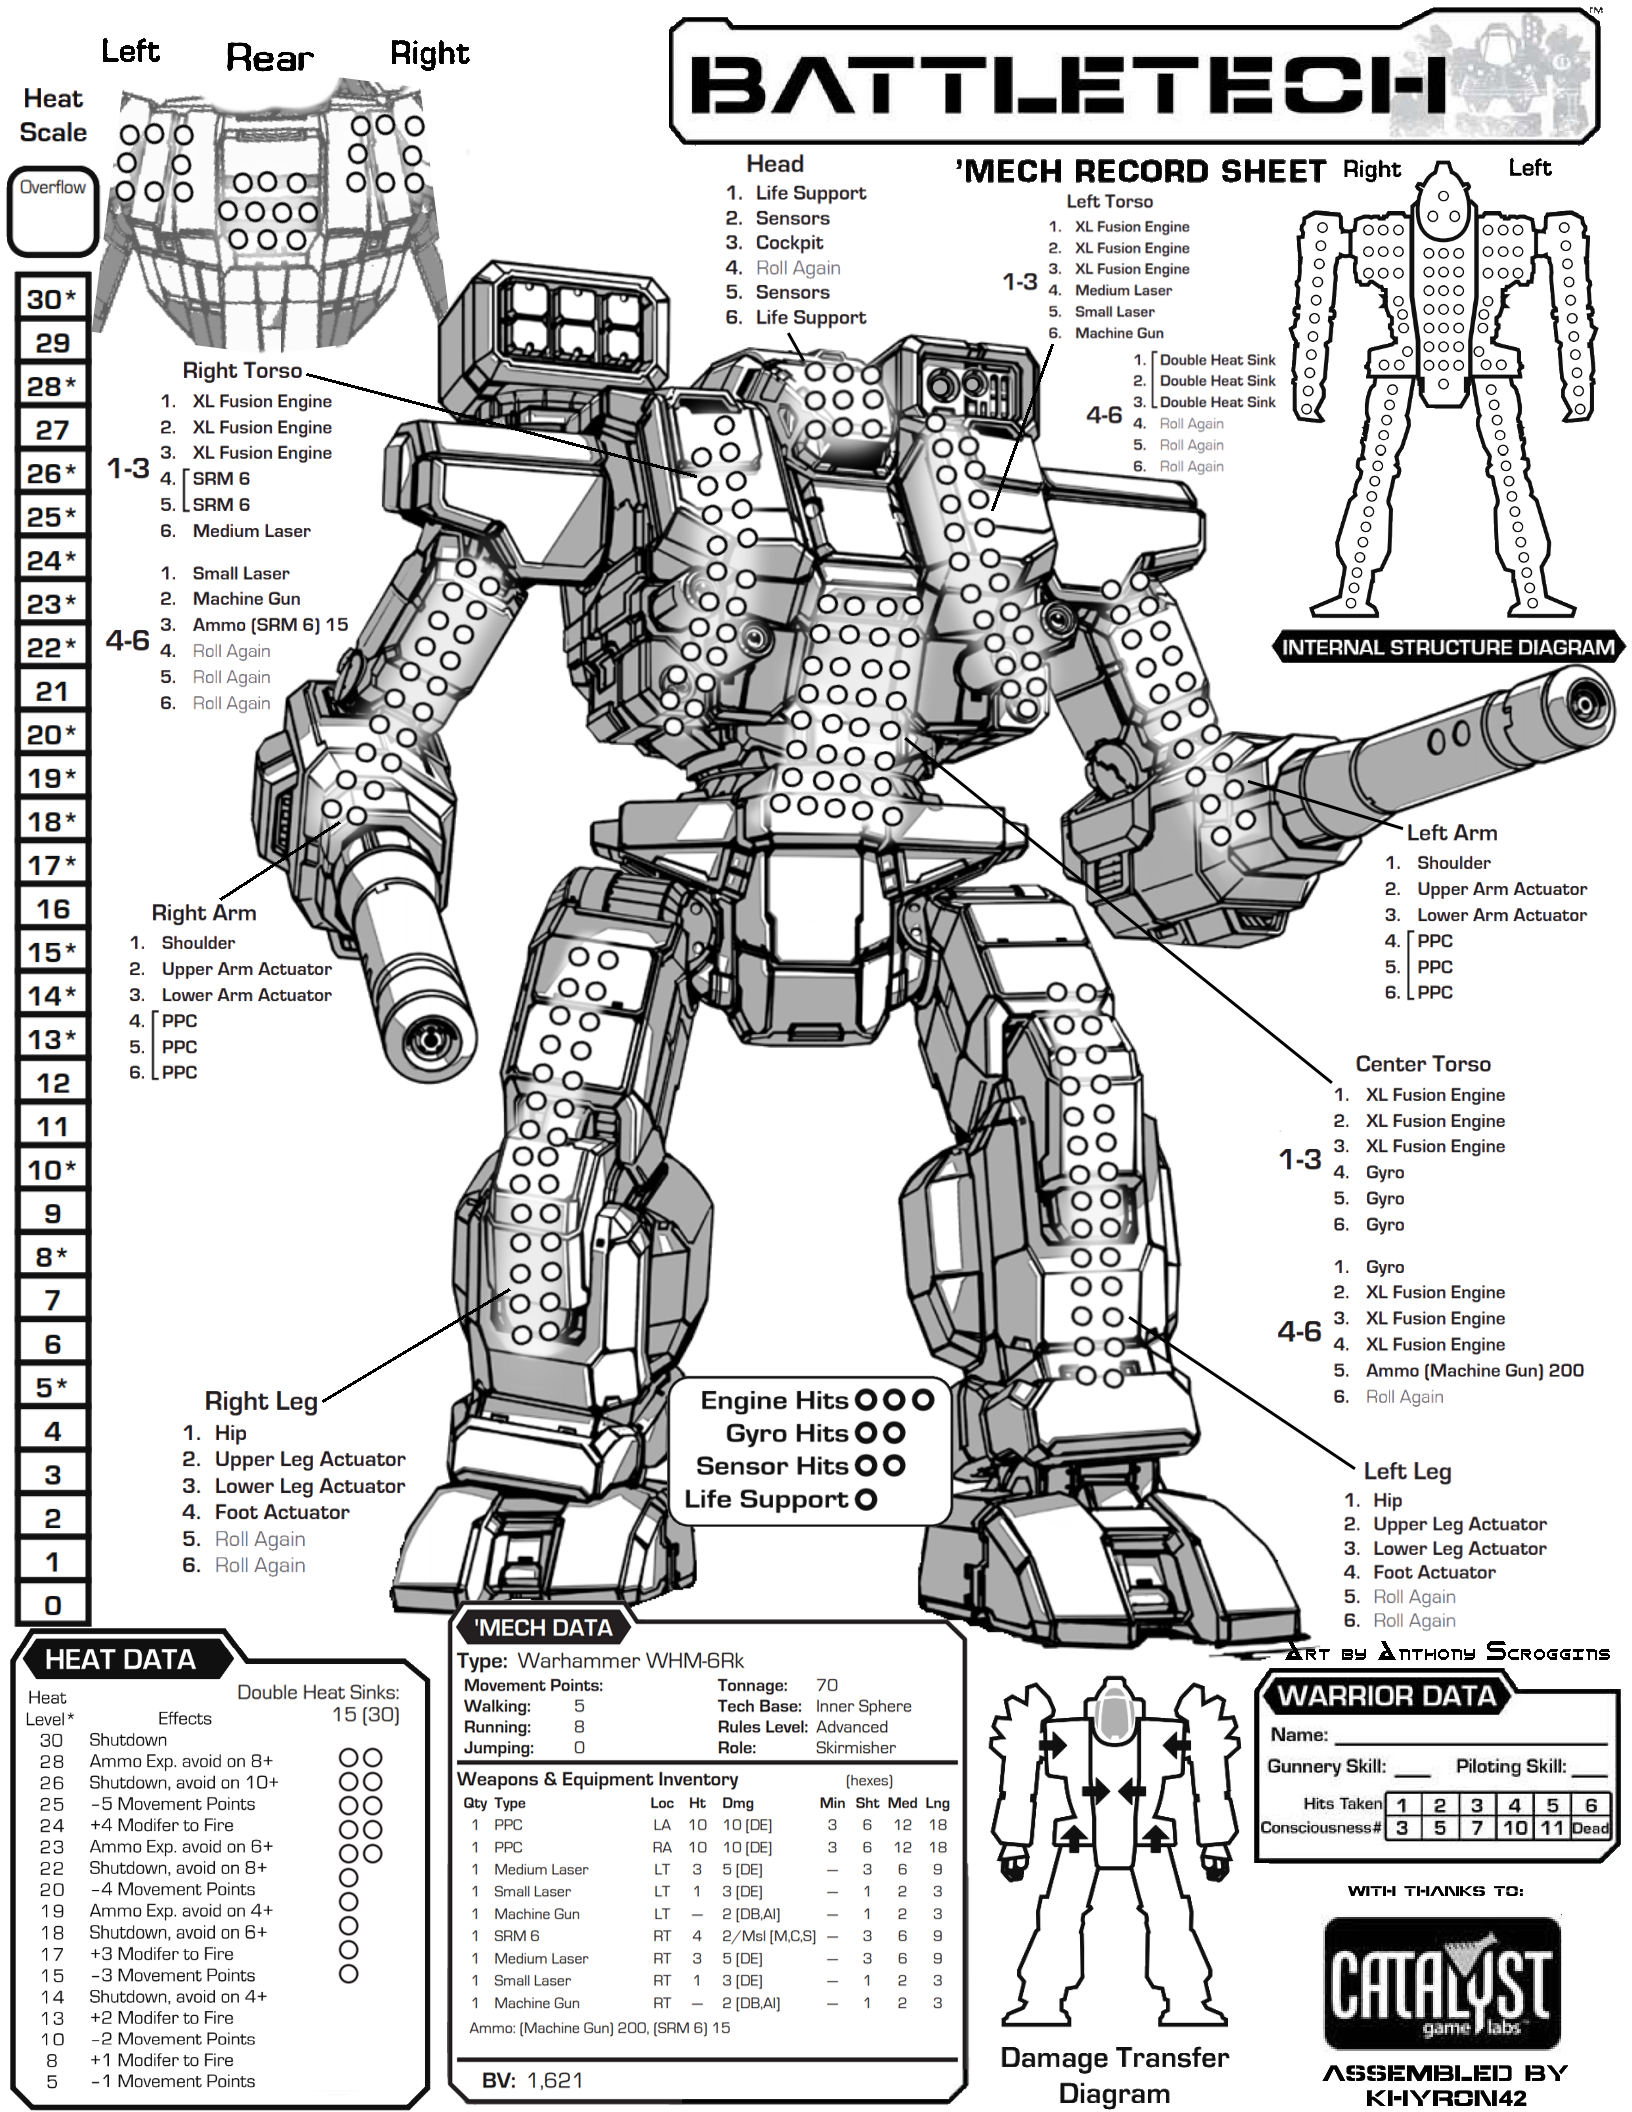 Left Rear Right
Heat
Scale
Overflow
30*
29
28*
27
26*
25*
24*
23*
22*
21
20*
19*
18*
17*
16
15*
14*
13*
12
11
10*
9
8*
7
6
5*
4
3
2
1
0
BATTLETECH™
'MECH RECORD SHEET
Head
1. Life Support
2. Sensors
3. Cockpit
4. Roll Again
5. Sensors
6. Life Support
Left Torso
1-3
1. XL Fusion Engine
2. XL Fusion Engine
3. XL Fusion Engine
4. Medium Laser
5. Small Laser
6. Machine Gun
4-6
1. Double Heat Sink
2. Double Heat Sink
3. Double Heat Sink
4. Roll Again
5. Roll Again
6. Roll Again
Right Left
INTERNAL STRUCTURE DIAGRAM
Right Torso
1-3
1. XL Fusion Engine
2. XL Fusion Engine
3. XL Fusion Engine
4. SRM 6
5. SRM 6
6. Medium Laser
4-6
1. Small Laser
2. Machine Gun
3. Ammo (SRM 6) 15
4. Roll Again
5. Roll Again
6. Roll Again
Left Arm
1. Shoulder
2. Upper Arm Actuator
3. Lower Arm Actuator
4. PPC
5. PPC
6. PPC
Right Arm
1. Shoulder
2. Upper Arm Actuator
3. Lower Arm Actuator
4. PPC
5. PPC
6. PPC
Center Torso
1-3
1. XL Fusion Engine
2. XL Fusion Engine
3. XL Fusion Engine
4. Gyro
5. Gyro
6. Gyro
4-6
1. Gyro
2. XL Fusion Engine
3. XL Fusion Engine
4. XL Fusion Engine
5. Ammo (Machine Gun) 200
6. Roll Again
Right Leg
1. Hip
2. Upper Leg Actuator
3. Lower Leg Actuator
4. Foot Actuator
5. Roll Again
6. Roll Again
Engine Hits
Gyro Hits
Sensor Hits
Life Support
Left Leg
1. Hip
2. Upper Leg Actuator
3. Lower Leg Actuator
4. Foot Actuator
5. Roll Again
6. Roll Again
Art by Anthony Scroggins
HEAT DATA
Heat
Level* Effects
Double Heat Sinks:
15 (30)
30 Shutdown
28 Ammo Exp. avoid on 8+
26 Shutdown, avoid on 10+
25 -5 Movement Points
24 +4 Modifer to Fire
23 Ammo Exp. avoid on 6+
22 Shutdown, avoid on 8+
20 -4 Movement Points
19 Ammo Exp. avoid on 4+
18 Shutdown, avoid on 6+
17 +3 Modifer to Fire
15 -3 Movement Points
14 Shutdown, avoid on 4+
13 +2 Modifer to Fire
10 -2 Movement Points
8 +1 Modifer to Fire
5 -1 Movement Points
'MECH DATA
Type: Warhammer WHM-6Rk
Movement Points: Tonnage: 70
Walking: 5 Tech Base: Inner Sphere
Running: 8 Rules Level: Advanced
Jumping: 0 Role: Skirmisher
Weapons & Equipment Inventory (hexes)
Qty Type Loc Ht Dmg Min Sht Med Lng
1 PPC LA 10 10 [DE] 3 6 12 18
1 PPC RA 10 10 [DE] 3 6 12 18
1 Medium Laser LT 3 5 [DE] — 3 6 9
1 Small Laser LT 1 3 [DE] — 1 2 3
1 Machine Gun LT — 2 [DB,AI] — 1 2 3
1 SRM 6 RT 4 2/Msl [M,C,S] — 3 6 9
1 Medium Laser RT 3 5 [DE] — 3 6 9
1 Small Laser RT 1 3 [DE] — 1 2 3
1 Machine Gun RT — 2 [DB,AI] — 1 2 3
Ammo: (Machine Gun) 200, (SRM 6) 15
BV: 1,621
Damage Transfer
Diagram
WARRIOR DATA
Name:
Gunnery Skill: Piloting Skill:
Hits Taken 1 2 3 4 5 6
Consciousness# 3 5 7 10 11 Dead
WITH THANKS TO:
CATALYST
game labs™
ASSEMBLED BY
KHYRON42